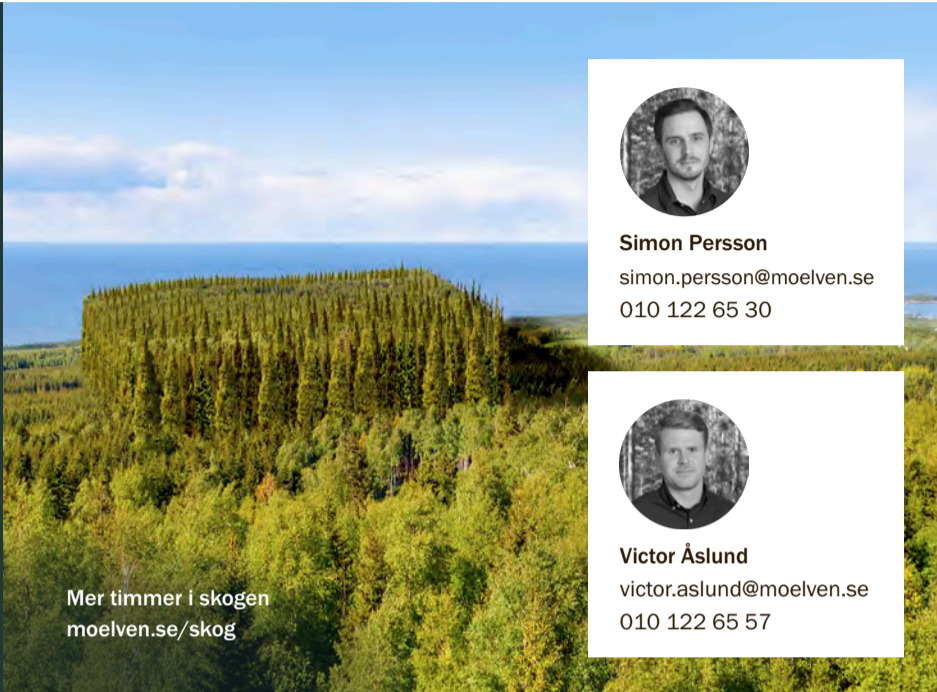 Simon Persson
simon.persson@moelven.se
010 122 65 30
Victor Åslund
victor.aslund@moelven.se
010 122 65 57
Mer timmer i skogen
moelven.se/skog